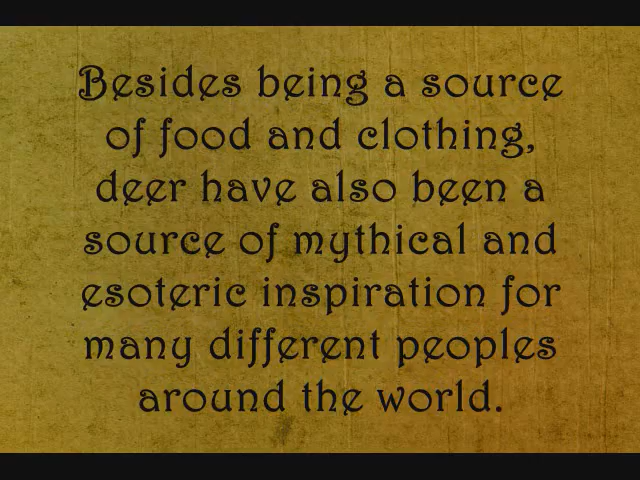 Besides being a source
of food and clothing,
deer have also been a
source of mythical and
esoteric inspiration for
many different peoples
around the world.